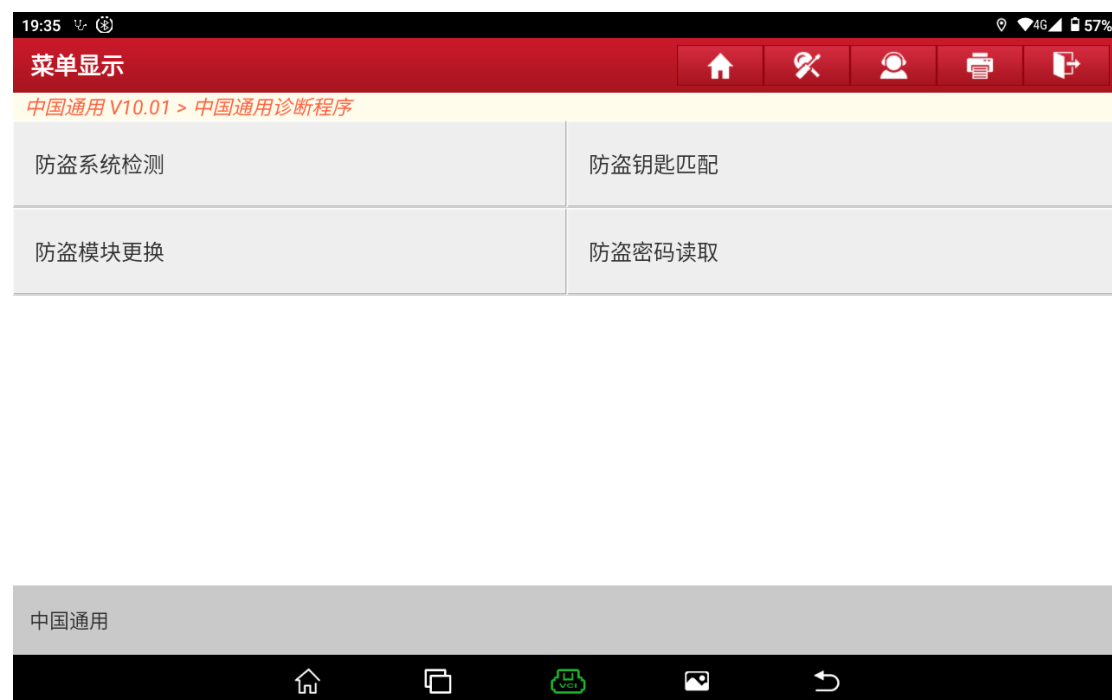 19:35 4G 57%
菜单显示
中国通用 V10.01 > 中国通用诊断程序
防盗系统检测 防盗钥匙匹配
防盗模块更换 防盗密码读取
中国通用
VCI